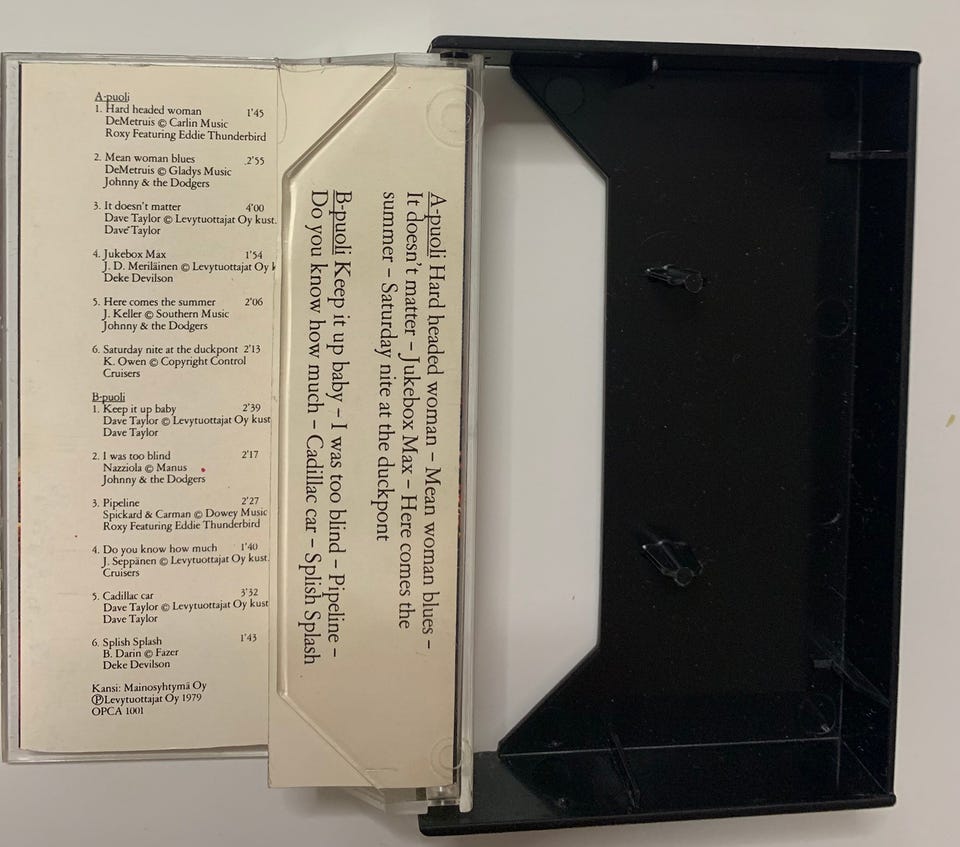 A-puoli
1. Hard headed woman 1'45
DeMetruis © Carlin Music
Roxy Featuring Eddie Thunderbird
2. Mean woman blues 2'55
DeMetruis © Gladys Music
Johnny & the Dodgers
3. It doesn't matter 4'00
Dave Taylor © Levytuottajat Oy kust.
Dave Taylor
4. Jukebox Max 1'54
J. D. Meriläinen © Levytuottajat Oy k
Deke Devilson
5. Here comes the summer 2'06
J. Keller © Southern Music
Johnny & the Dodgers
6. Saturday nite at the duckpont 2'13
K. Owen © Copyright Control
Cruisers
B-puoli
1. Keep it up baby 2'39
Dave Taylor © Levytuottajat Oy kust
Dave Taylor
2. I was too blind 2'17
Nazziola © Manus
Johnny & the Dodgers
3. Pipeline 2'27
Spickard & Carman © Dowey Music
Roxy Featuring Eddie Thunderbird
4. Do you know how much 1'40
J. Seppänen © Levytuottajat Oy kust.
Cruisers
5. Cadillac car 3'32
Dave Taylor © Levytuottajat Oy kust
Dave Taylor
6. Splish Splash 1'43
B. Darin © Fazer
Deke Devilson
Kansi: Mainosyhtymä Oy
℗Levytuottajat Oy 1979
OPCA 1001
A-puoli Hard headed woman – Mean woman blues –
It doesn't matter – Jukebox Max – Here comes the
summer – Saturday nite at the duckpont
B-puoli Keep it up baby – I was too blind – Pipeline –
Do you know how much – Cadillac car – Splish Splash